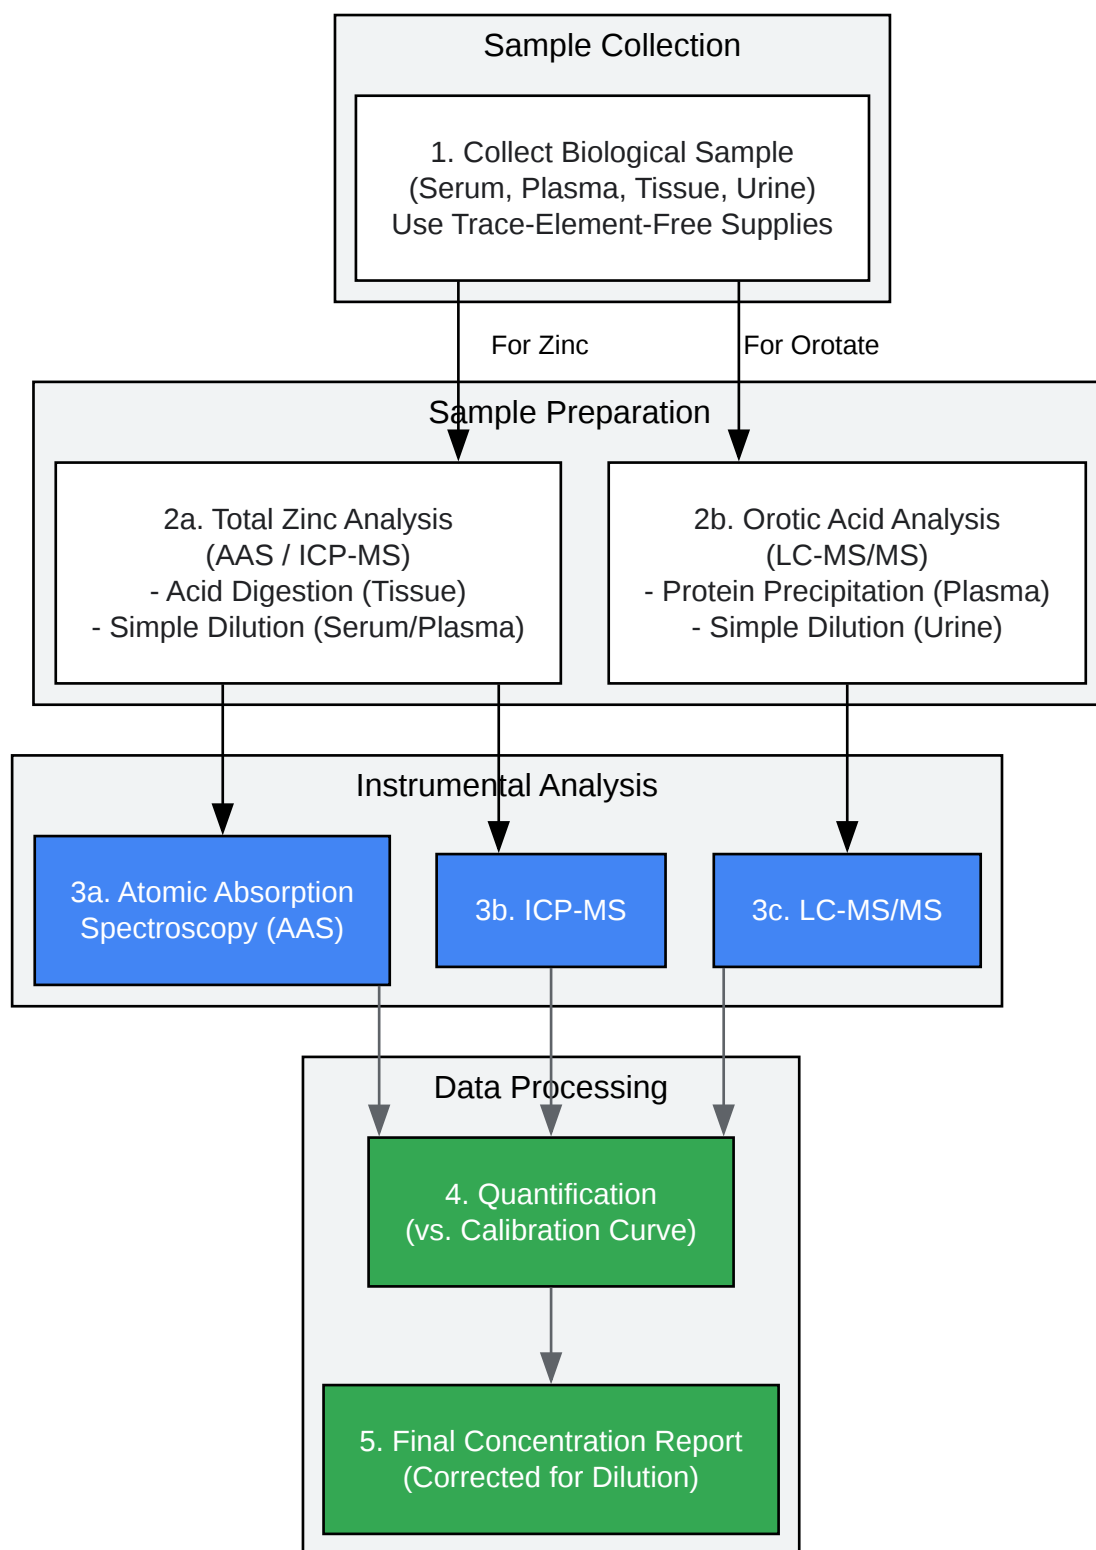 Sample Collection
1. Collect Biological Sample
(Serum, Plasma, Tissue, Urine)
Use Trace-Element-Free Supplies
For Zinc
For Orotate
Sample Preparation
2a. Total Zinc Analysis
(AAS / ICP-MS)
- Acid Digestion (Tissue)
- Simple Dilution (Serum/Plasma)
2b. Orotic Acid Analysis
(LC-MS/MS)
- Protein Precipitation (Plasma)
- Simple Dilution (Urine)
Instrumental Analysis
3a. Atomic Absorption
Spectroscopy (AAS)
3b. ICP-MS
3c. LC-MS/MS
Data Processing
4. Quantification
(vs. Calibration Curve)
5. Final Concentration Report
(Corrected for Dilution)